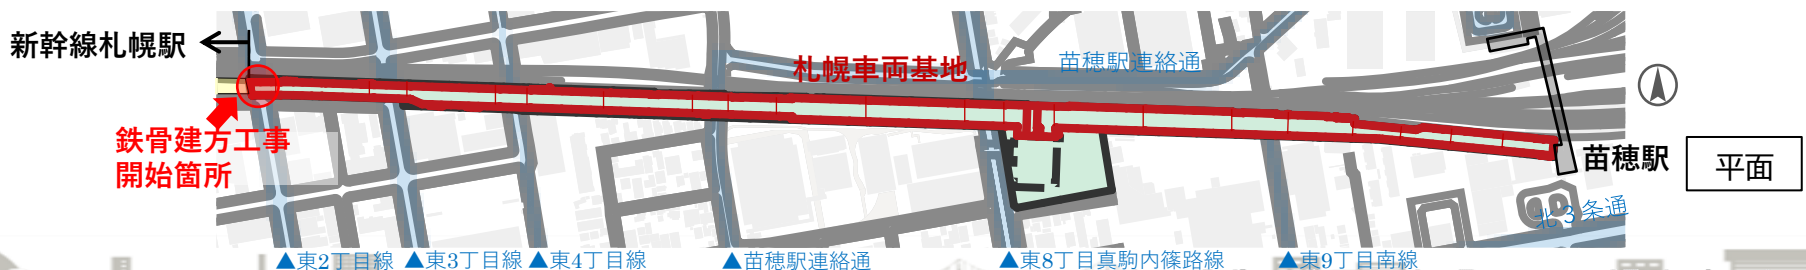 新幹線札幌駅
札幌車両基地
苗穂駅連絡通
鉄骨建方工事
開始箇所
苗穂駅
平面
北3条通
▲東2丁目線 ▲東3丁目線 ▲東4丁目線 ▲苗穂駅連絡通 ▲東8丁目真駒内篠路線 ▲東9丁目南線